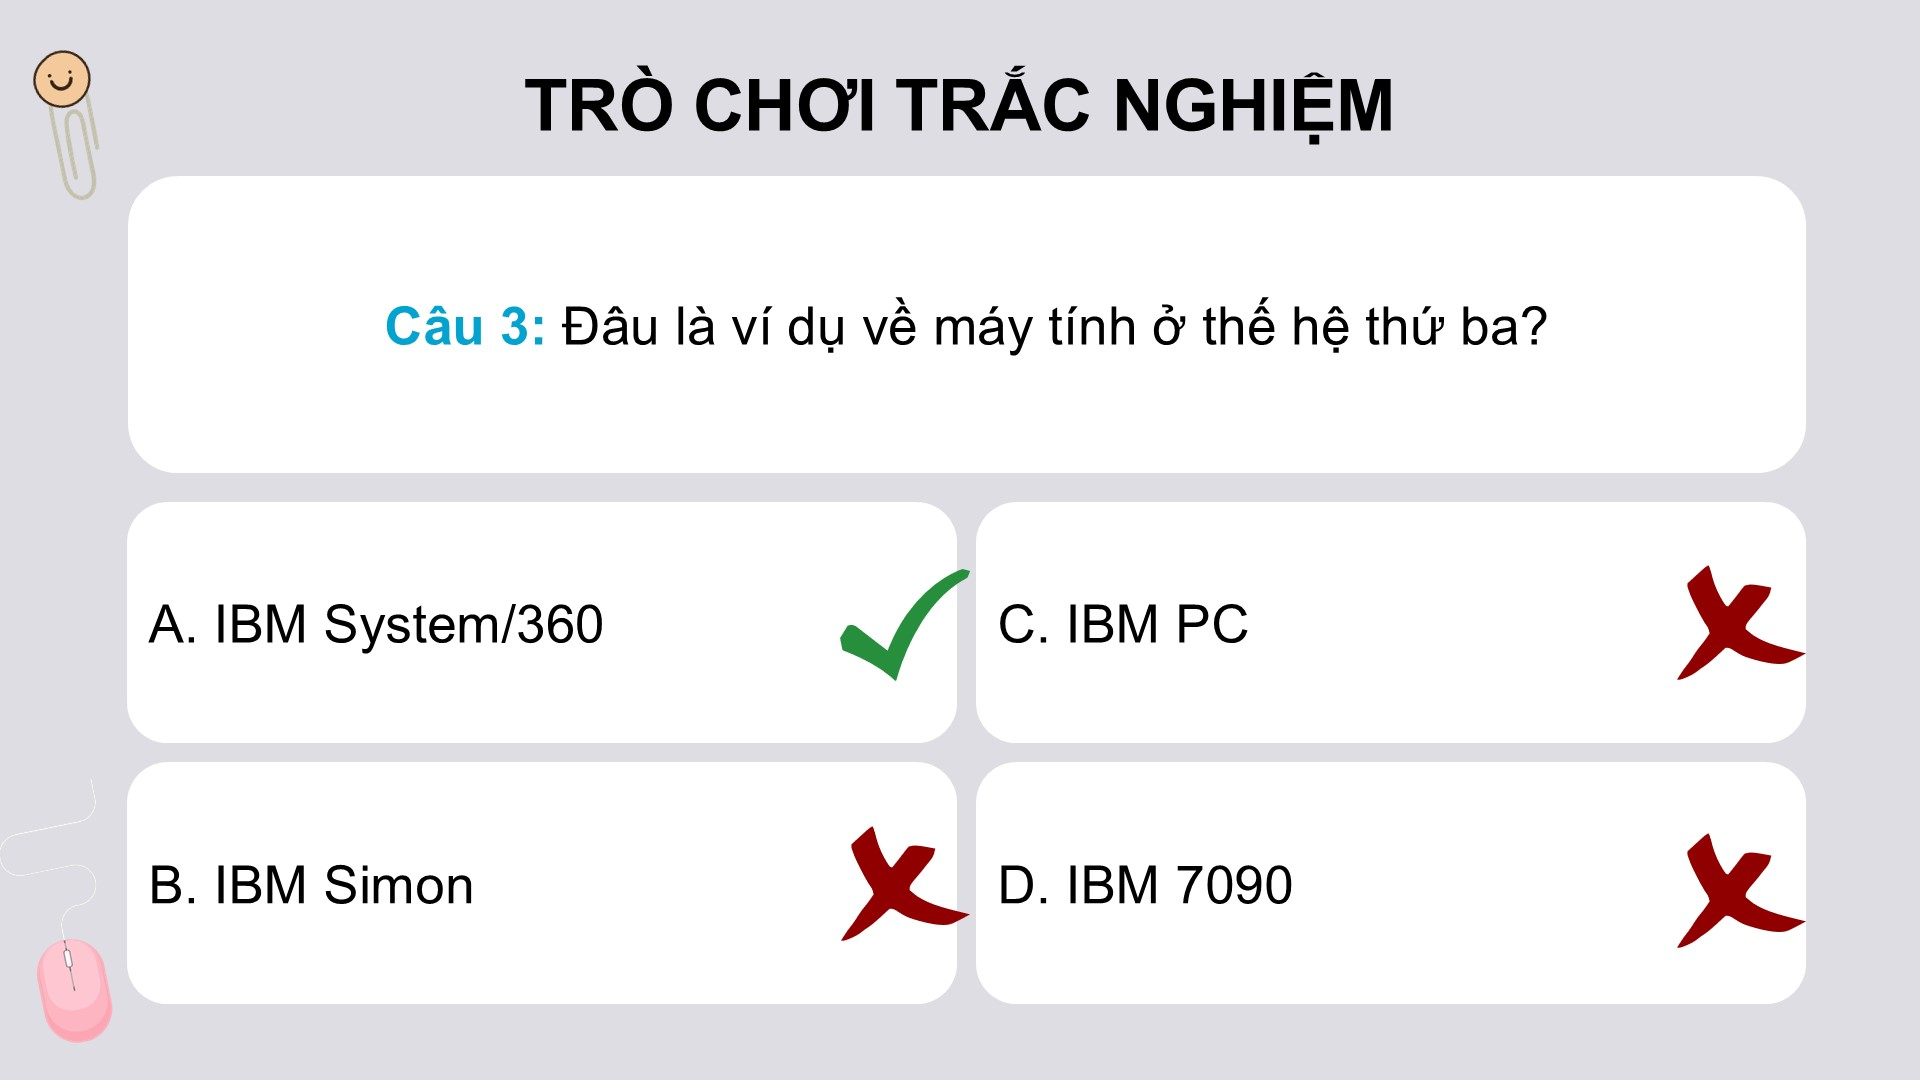 TRÒ CHƠI TRẮC NGHIỆM
Câu 3: Đâu là ví dụ về máy tính ở thế hệ thứ ba?
A. IBM System/360
C. IBM PC
B. IBM Simon
D. IBM 7090